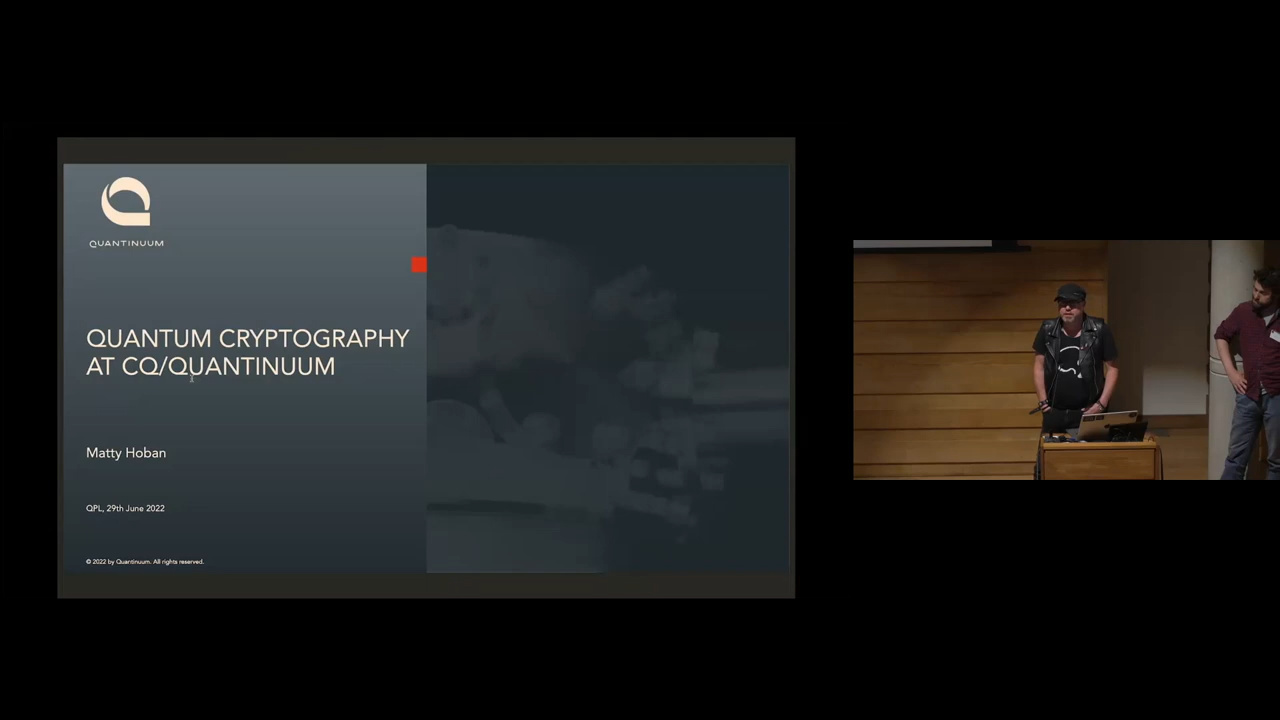 QUANTINUUM
QUANTUM CRYPTOGRAPHY
AT CQ/QUANTINUUM
Matty Hoban
QPL, 29th June 2022
© 2022 by Quantinuum. All rights reserved.